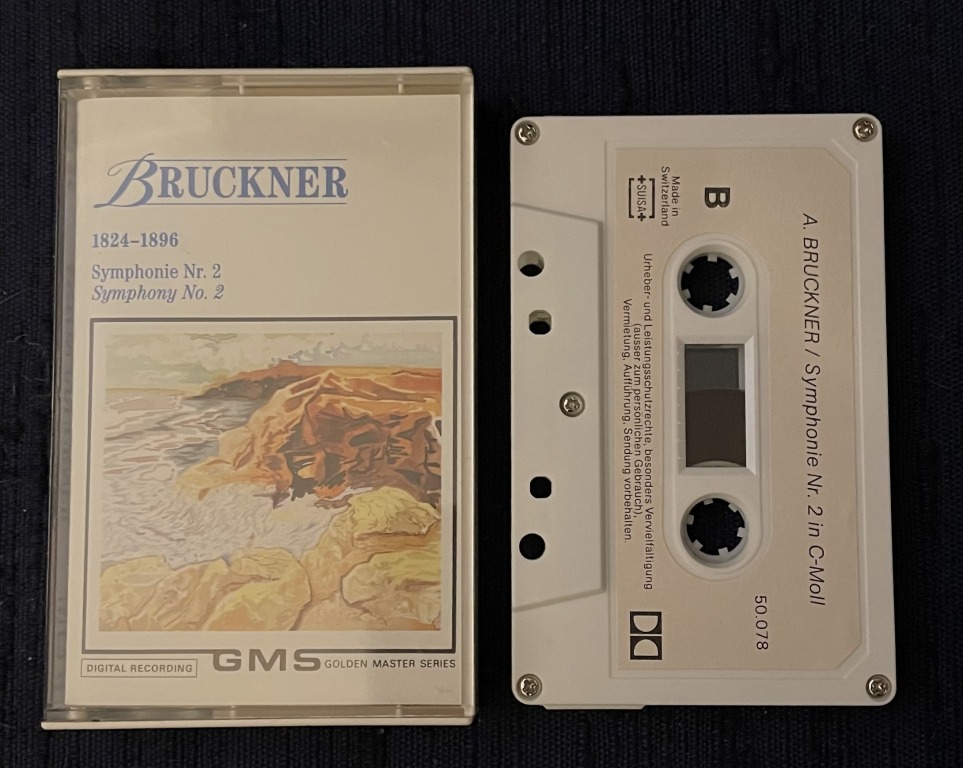 BRUCKNER
1824–1896
Symphonie Nr. 2
Symphony No. 2
DIGITAL RECORDING
GMS GOLDEN MASTER SERIES
A. BRUCKNER / Symphonie Nr. 2 in C-Moll
50.078
B
Made in
Switzerland
+SUISA+
Urheber- und Leistungsschutzrechte, besonders Vervielfältigung
(ausser zum persönlichen Gebrauch),
Vermietung, Aufführung, Sendung vorbehalten.